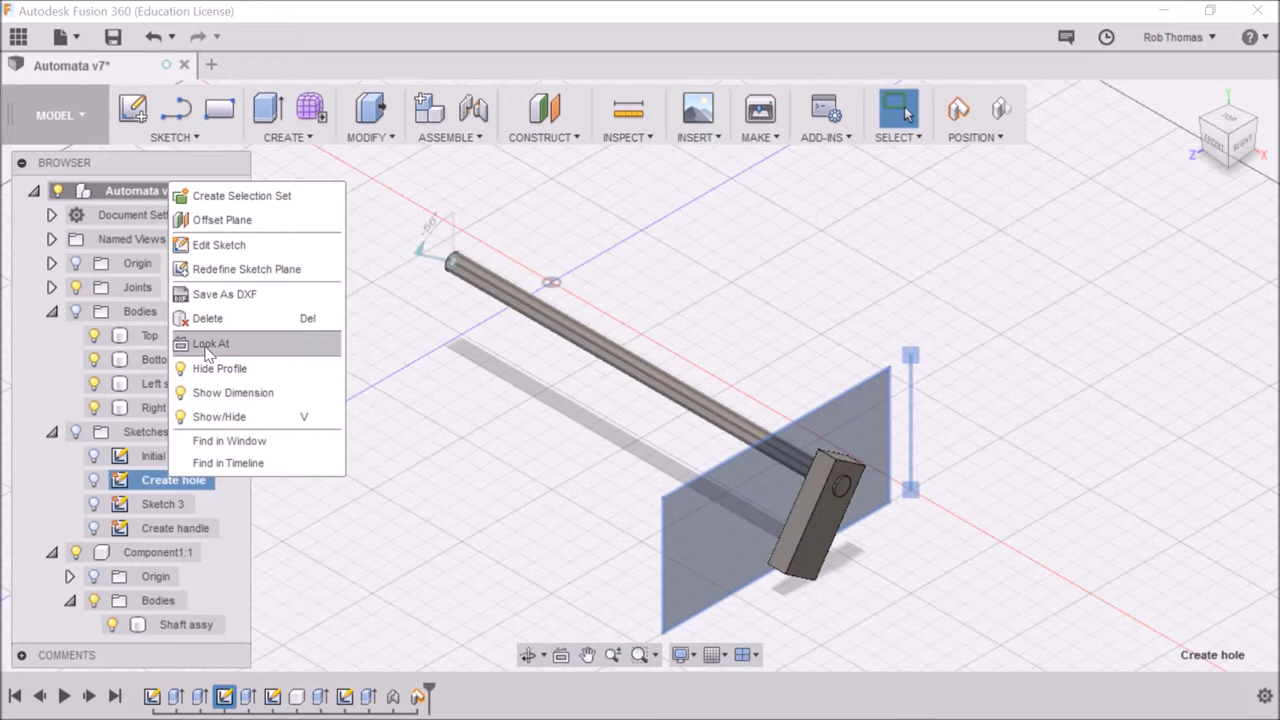 Autodesk Fusion 360 (Education License)
Rob Thomas
Automata v7*
MODEL
SKETCH
CREATE
MODIFY
ASSEMBLE
CONSTRUCT
INSPECT
INSERT
MAKE
ADD-INS
SELECT
POSITION
TOP
FRONT
RIGHT
Y
Z
X
BROWSER
Automata v
Document Set
Named Views
Origin
Joints
Bodies
Top
Botto
Left s
Right
Sketches
Initial
Create hole
Sketch 3
Create handle
Component1:1
Origin
Bodies
Shaft assy
Create Selection Set
Offset Plane
Edit Sketch
Redefine Sketch Plane
DXF Save As DXF
Delete Del
Look At
Hide Profile
Show Dimension
Show/Hide V
Find in Window
Find in Timeline
Create hole
COMMENTS